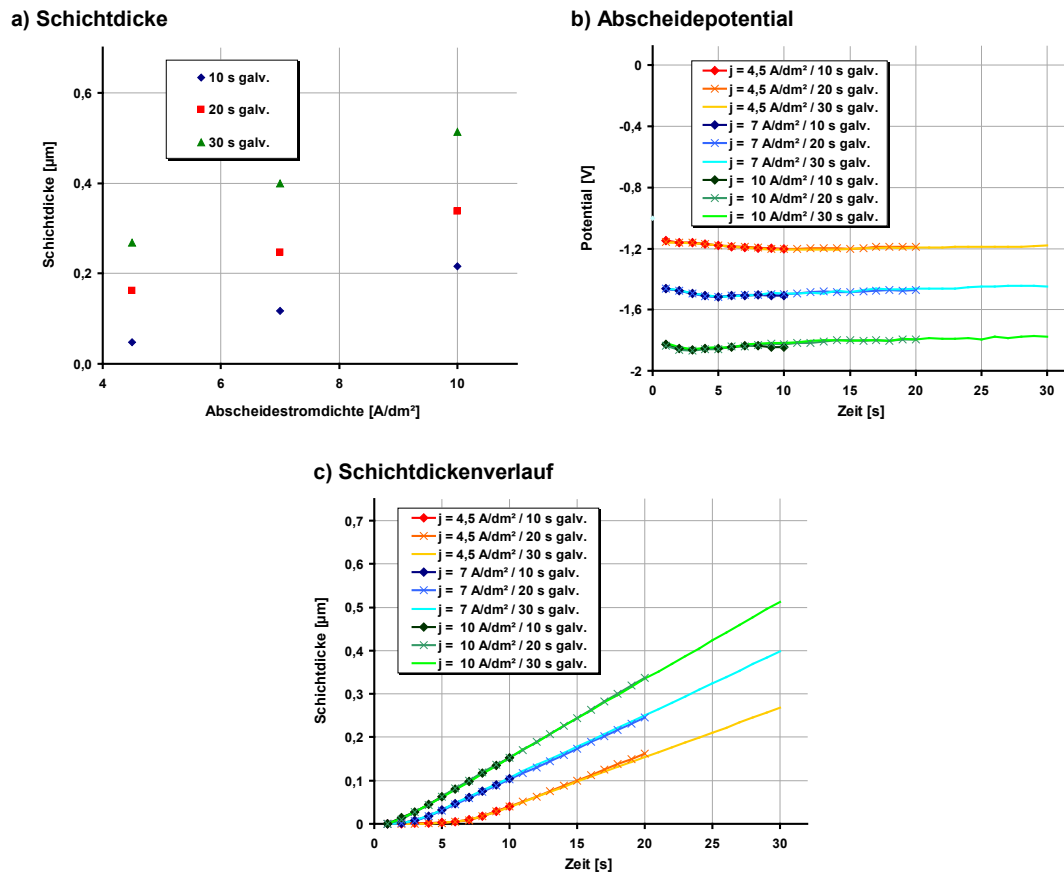 a) Schichtdicke
Schichtdicke [µm]
0,6
0,4
0,2
0,0
10 s galv.
20 s galv.
30 s galv.
4
6
8
10
Abscheidestromdichte [A/dm²]
b) Abscheidepotential
Potential [V]
0
-0,4
-0,8
-1,2
-1,6
-2
j = 4,5 A/dm² / 10 s galv.
j = 4,5 A/dm² / 20 s galv.
j = 4,5 A/dm² / 30 s galv.
j = 7 A/dm² / 10 s galv.
j = 7 A/dm² / 20 s galv.
j = 7 A/dm² / 30 s galv.
j = 10 A/dm² / 10 s galv.
j = 10 A/dm² / 20 s galv.
j = 10 A/dm² / 30 s galv.
0
5
10
15
20
25
30
Zeit [s]
c) Schichtdickenverlauf
Schichtdicke [µm]
0,7
0,6
0,5
0,4
0,3
0,2
0,1
0
j = 4,5 A/dm² / 10 s galv.
j = 4,5 A/dm² / 20 s galv.
j = 4,5 A/dm² / 30 s galv.
j = 7 A/dm² / 10 s galv.
j = 7 A/dm² / 20 s galv.
j = 7 A/dm² / 30 s galv.
j = 10 A/dm² / 10 s galv.
j = 10 A/dm² / 20 s galv.
j = 10 A/dm² / 30 s galv.
0
5
10
15
20
25
30
Zeit [s]